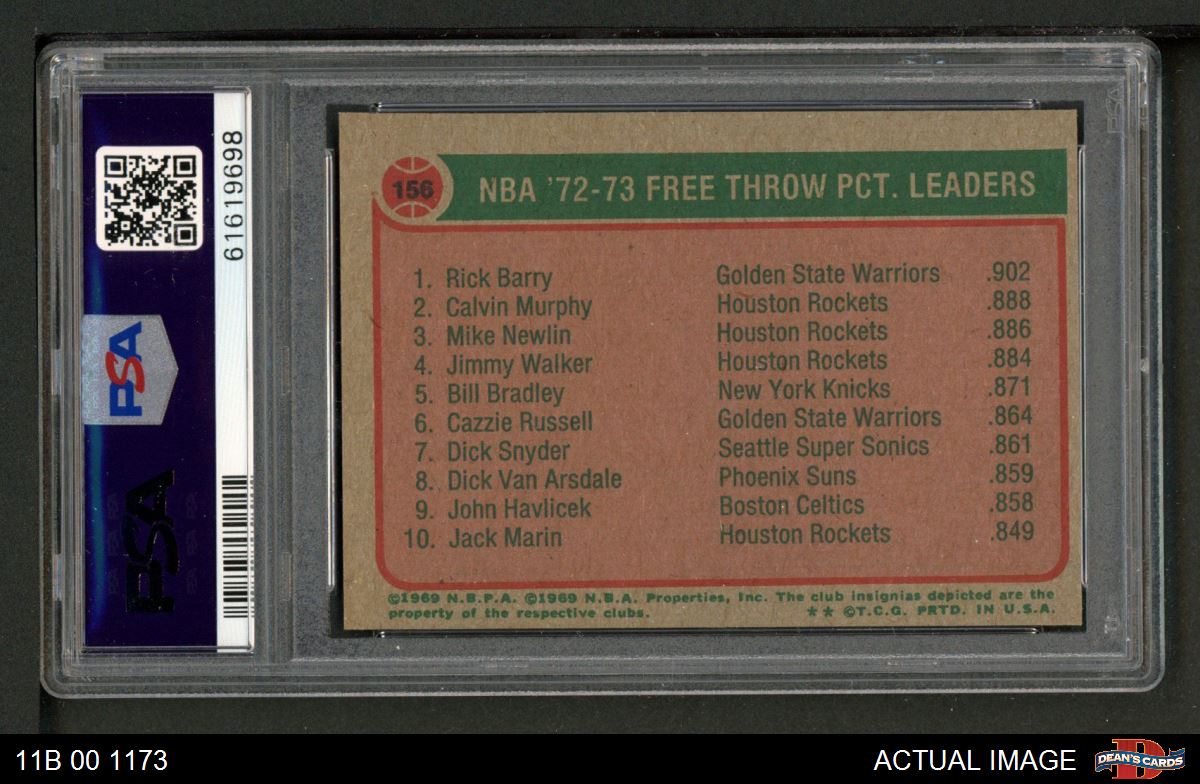 61619698
PSA
PSA
156
NBA '72-73 FREE THROW PCT. LEADERS
1. Rick Barry Golden State Warriors .902
2. Calvin Murphy Houston Rockets .888
3. Mike Newlin Houston Rockets .886
4. Jimmy Walker Houston Rockets .884
5. Bill Bradley New York Knicks .871
6. Cazzie Russell Golden State Warriors .864
7. Dick Snyder Seattle Super Sonics .861
8. Dick Van Arsdale Phoenix Suns .859
9. John Havlicek Boston Celtics .858
10. Jack Marin Houston Rockets .849
©1969 N.B.P.A. ©1969 N.B.A. Properties, Inc. The club insignias depicted are the
property of the respective clubs. ** ©T.C.G. PRTD. IN U.S.A.
PSA
11B 00 1173
ACTUAL IMAGE
D
DEAN'S CARDS